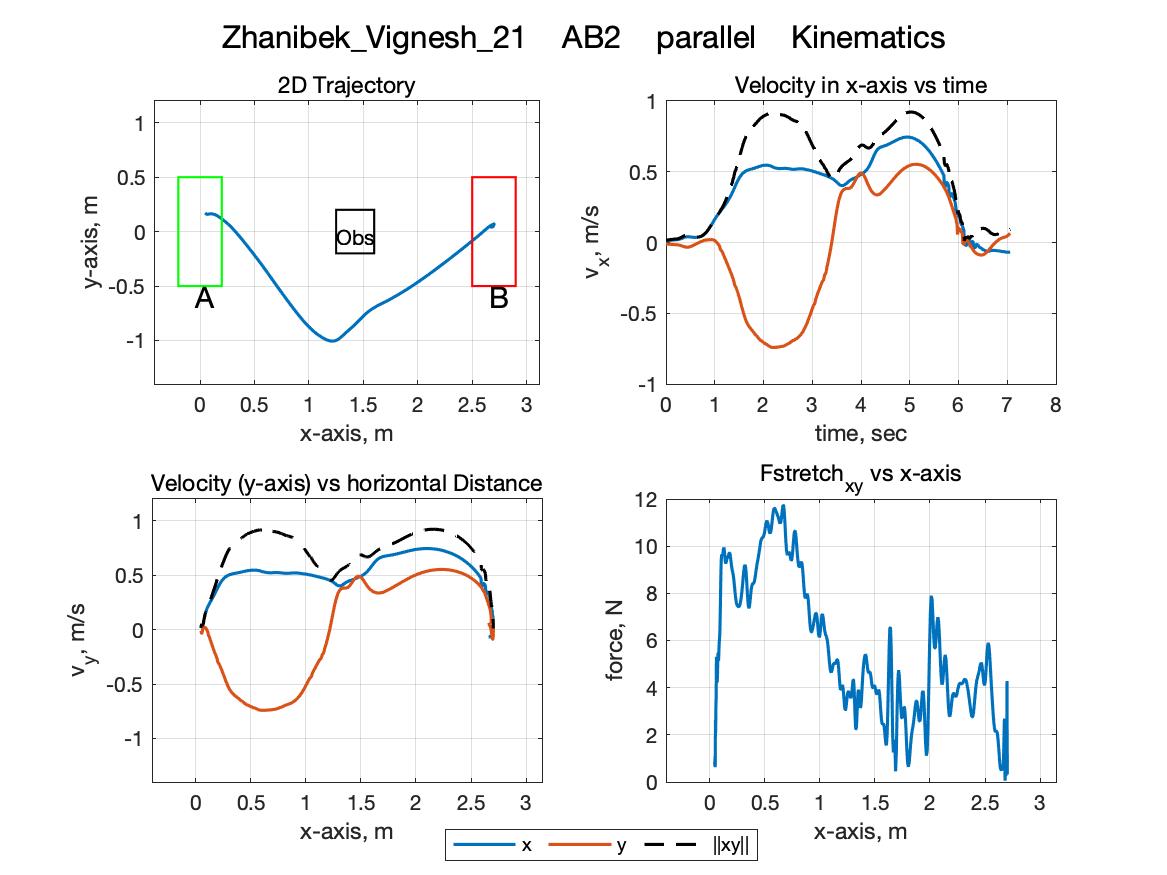 Zhanibek_Vignesh_21 AB2 parallel Kinematics
2D Trajectory
1
0.5
0
-0.5
-1
y-axis, m
Obs
A
B
0 0.5 1 1.5 2 2.5 3
x-axis, m
Velocity in x-axis vs time
1
0.5
0
-0.5
-1
v_x, m/s
0 1 2 3 4 5 6 7 8
time, sec
Velocity (y-axis) vs horizontal Distance
1
0.5
0
-0.5
-1
v_y, m/s
0 0.5 1 1.5 2 2.5 3
x-axis, m
Fstretch_xy vs x-axis
12
10
8
6
4
2
0
force, N
0 0.5 1 1.5 2 2.5 3
x-axis, m
x y ||xy||